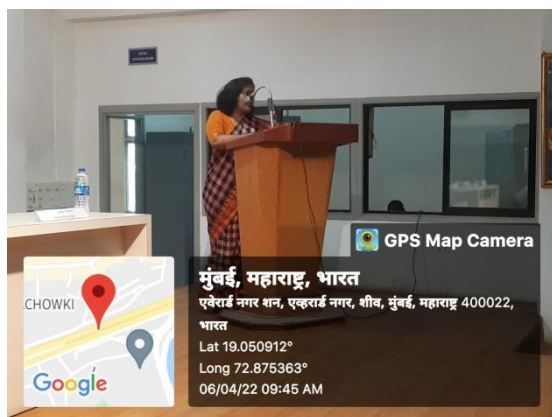 GPS Map Camera
CHOWKI
Google
मुंबई, महाराष्ट्र, भारत
एवेरार्ड नगर शन, एव्हरार्ड नगर, शीव, मुंबई, महाराष्ट्र 400022,
भारत
Lat 19.050912°
Long 72.875363°
06/04/22 09:45 AM